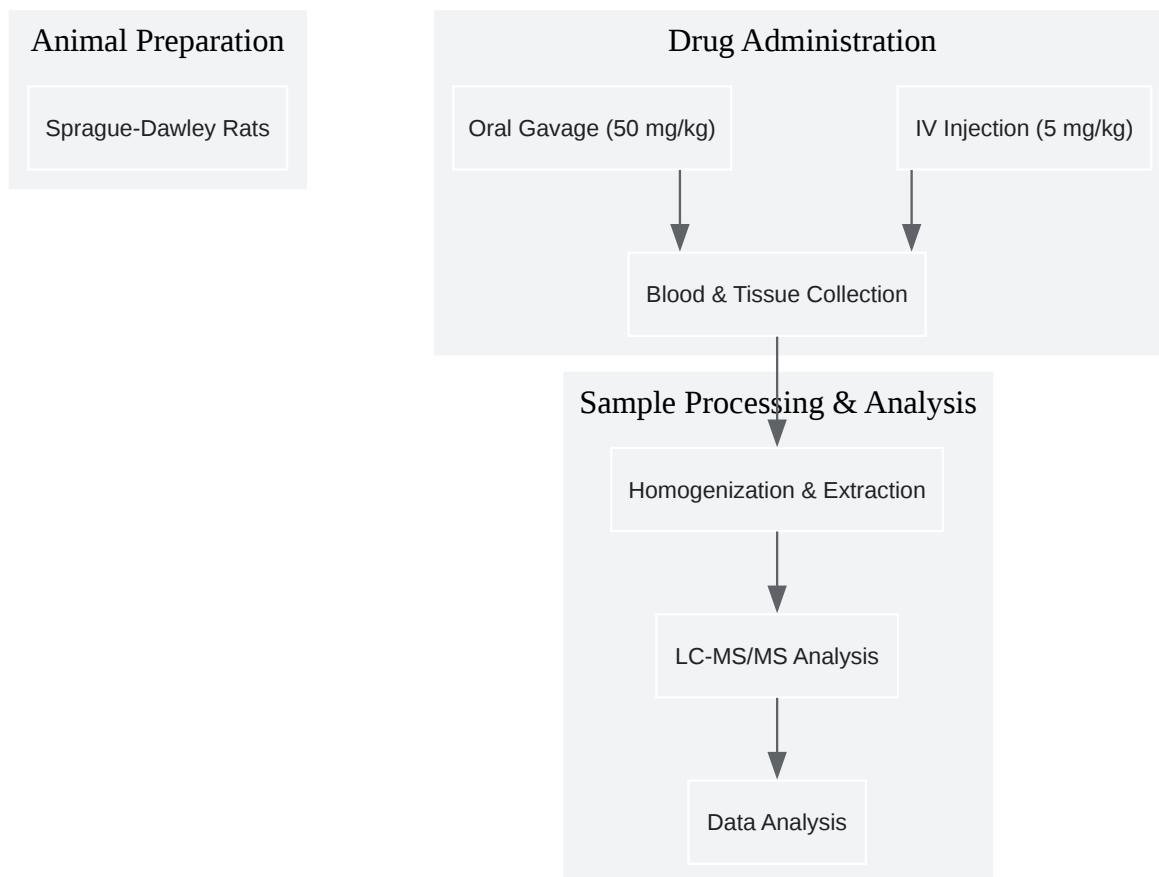 Animal Preparation
Sprague-Dawley Rats
Drug Administration
Oral Gavage (50 mg/kg)
IV Injection (5 mg/kg)
Blood & Tissue Collection
Sample Processing & Analysis
Homogenization & Extraction
LC-MS/MS Analysis
Data Analysis